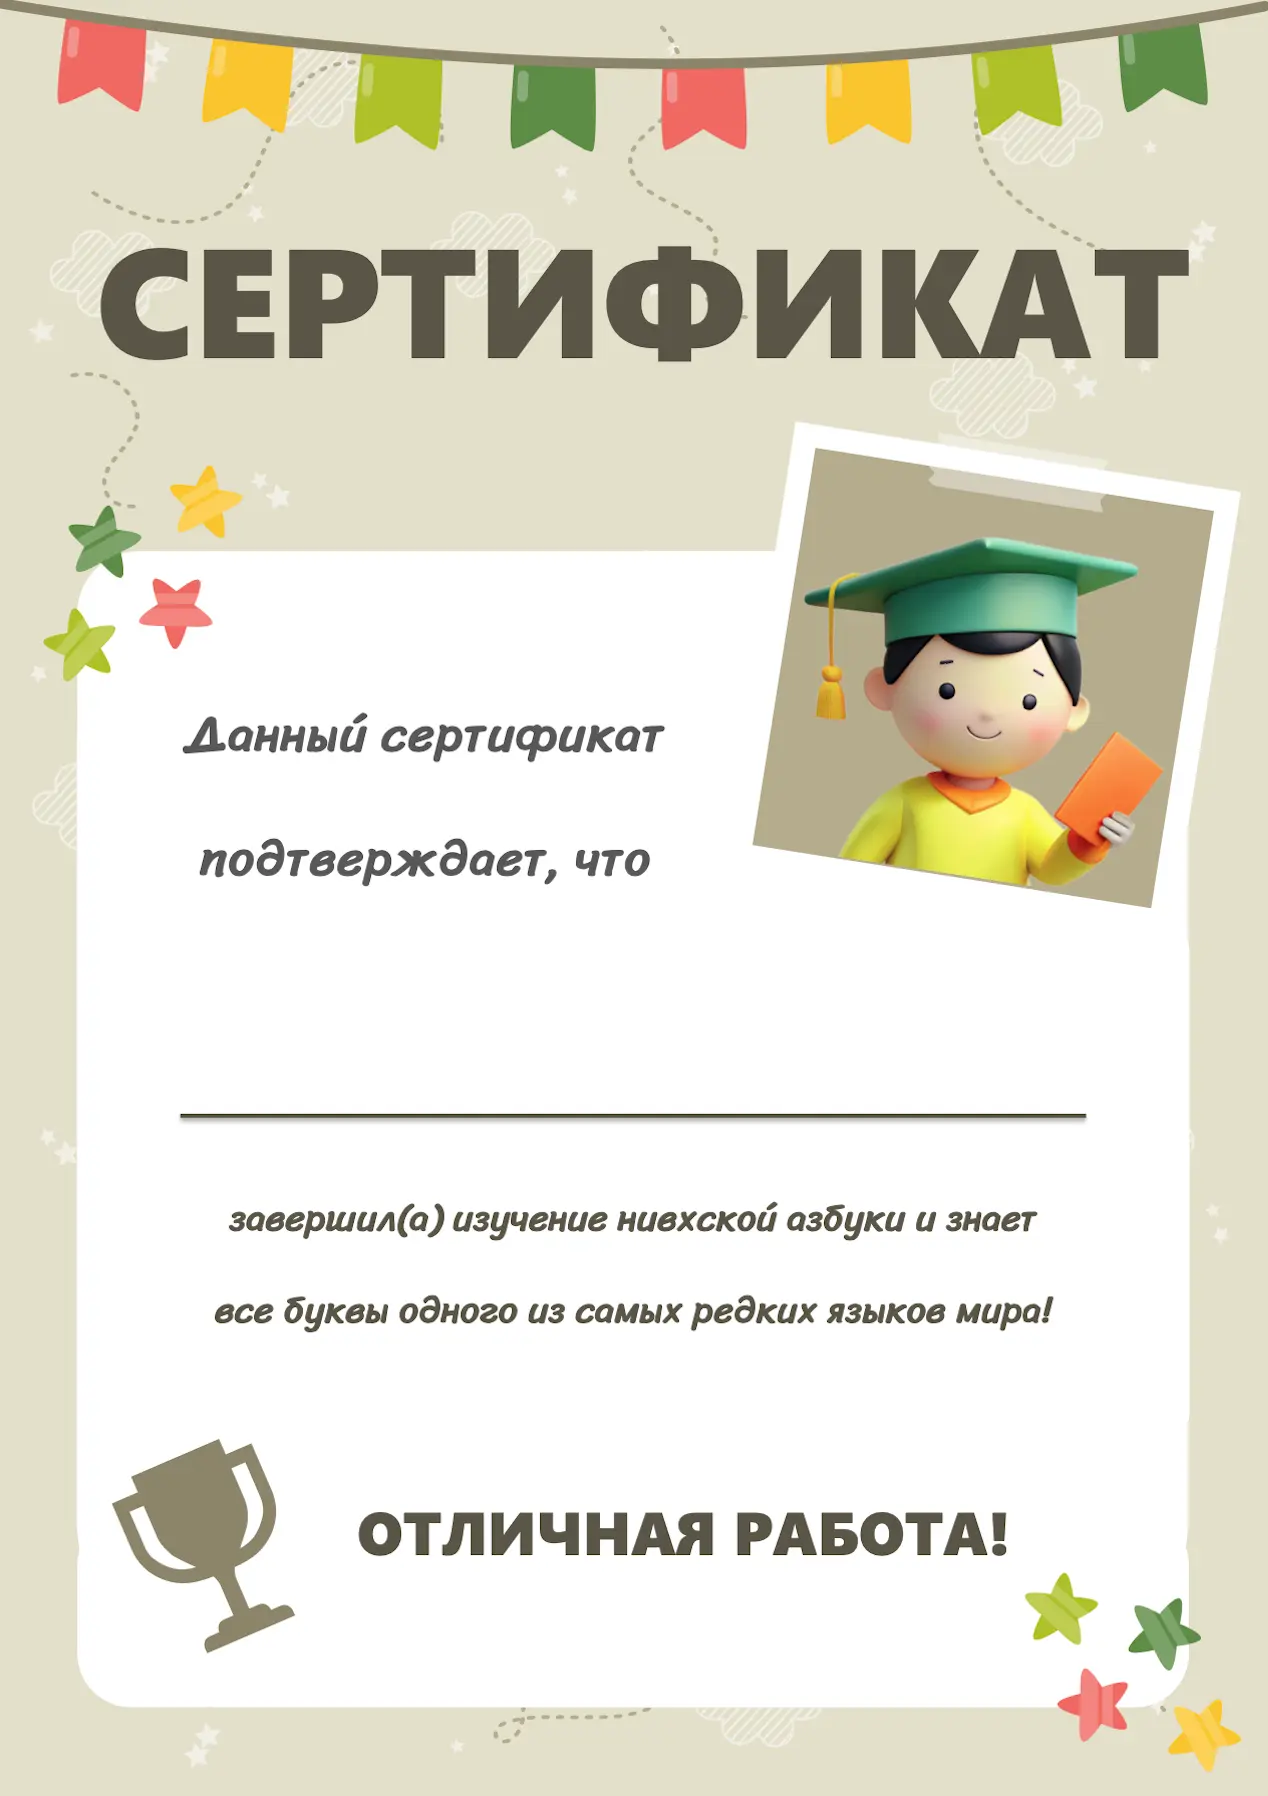 СЕРТИФИКАТ
Данный сертификат
подтверждает, что
завершил(а) изучение нивхской азбуки и знает
все буквы одного из самых редких языков мира!
ОТЛИЧНАЯ РАБОТА!